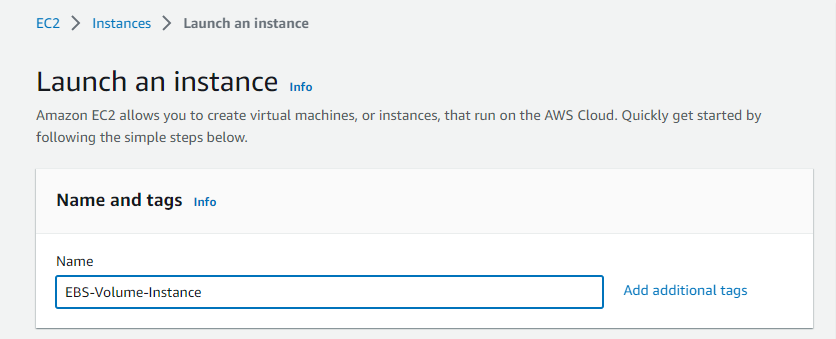 EC2 > Instances > Launch an instance
Launch an instance Info
Amazon EC2 allows you to create virtual machines, or instances, that run on the AWS Cloud. Quickly get started by
following the simple steps below.
Name and tags Info
Name
EBS-Volume-Instance Add additional tags